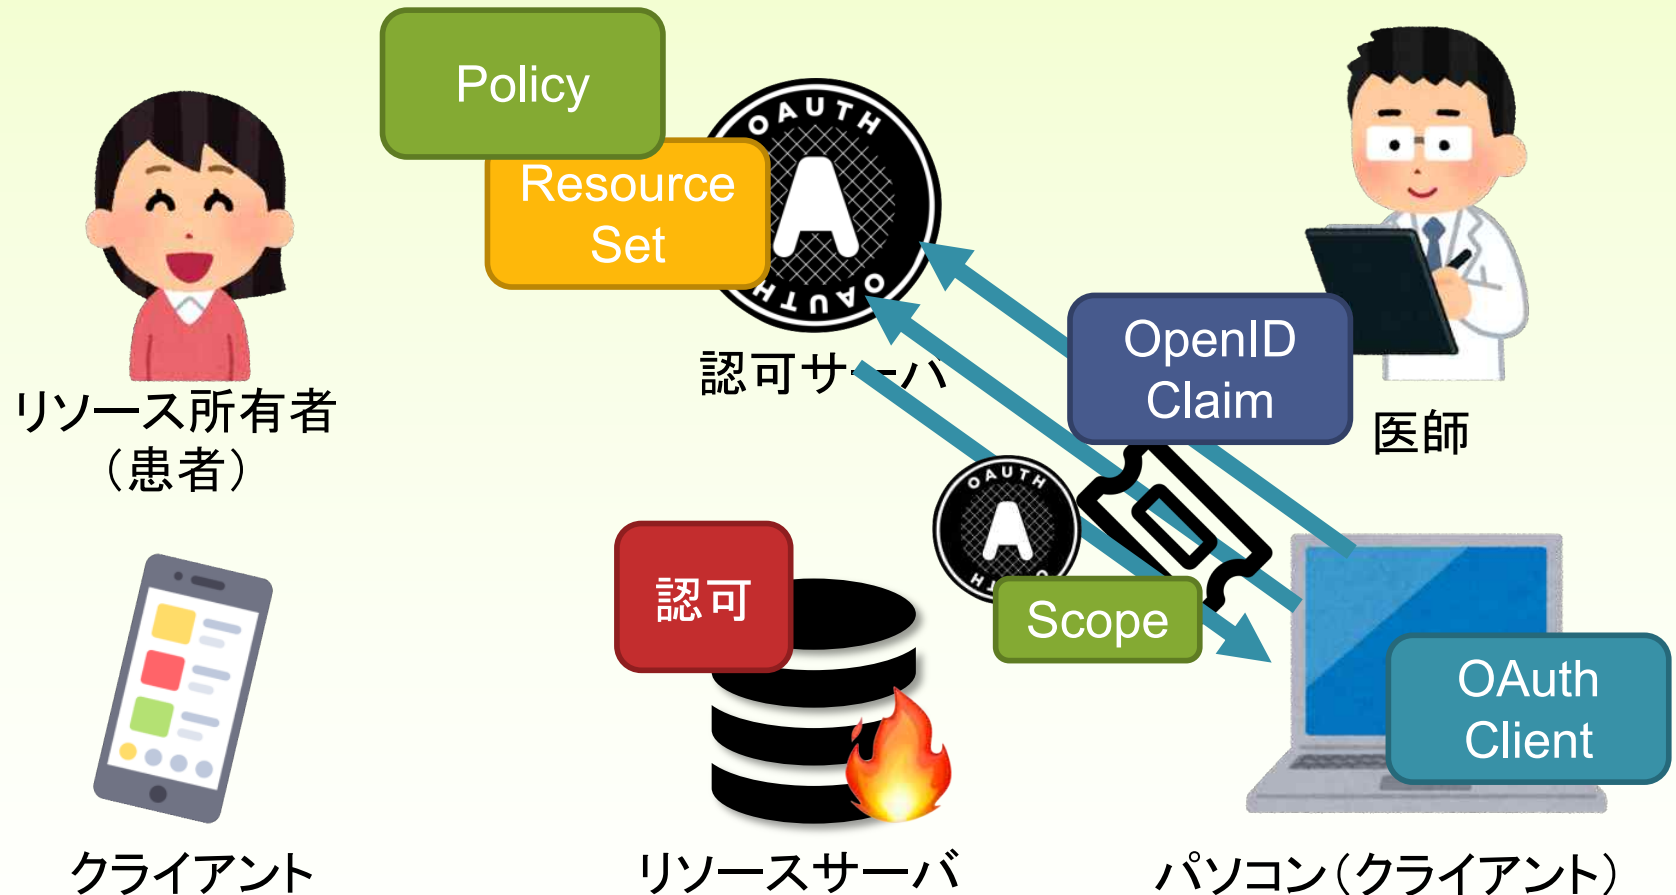 Policy
OAUTH
Resource
Set
A
OAUTH
認可サーバ
OpenID
Claim
医師
リソース所有者
（患者）
OAUTH
A
認可
Scope
OAuth
Client
クライアント
リソースサーバ
パソコン（クライアント）